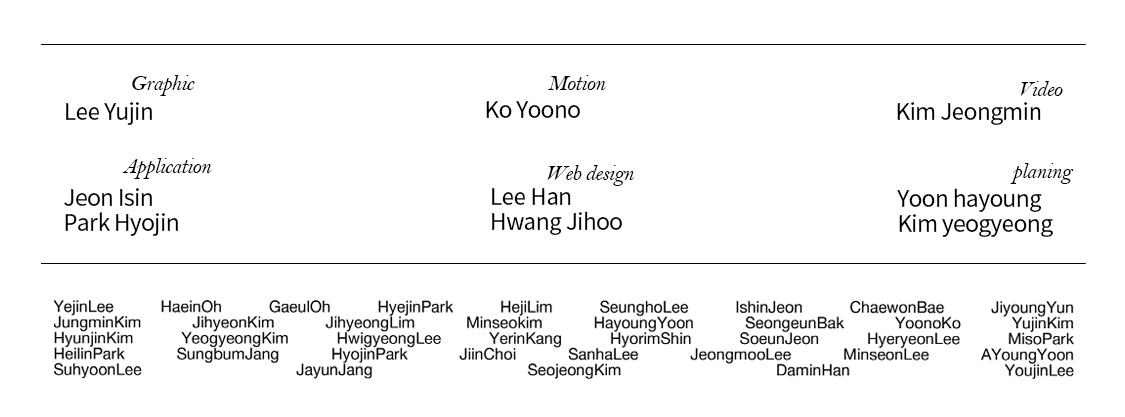 Graphic
Lee Yujin
Motion
Ko Yoono
Video
Kim Jeongmin
Application
Jeon Isin
Park Hyojin
Web design
Lee Han
Hwang Jihoo
planing
Yoon hayoung
Kim yeogyeong
YejinLee HaeinOh GaeulOh HyejinPark HejiLim SeunghoLee IshinJeon ChaewonBae JiyoungYun
JungminKim JihyeonKim JihyeongLim Minseokim HayoungYoon SeongeunBak YoonoKo YujinKim
HyunjinKim YeogyeongKim HwigyeongLee YerinKang HyorimShin SoeunJeon HyeryeonLee MisoPark
HeilinPark SungbumJang HyojinPark JiinChoi SanhaLee JeongmooLee MinseonLee AYoungYoon
SuhyoonLee JayunJang SeojeongKim DaminHan YoujinLee